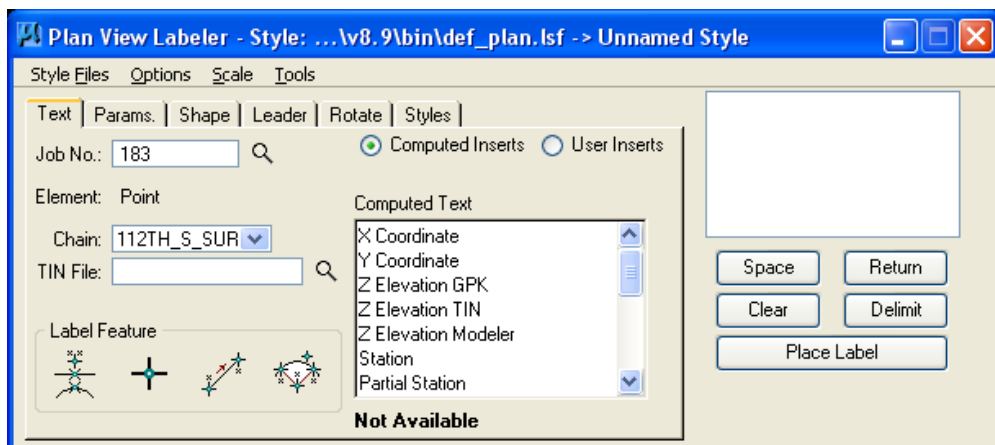 Plan View Labeler - Style: ...\v8.9\bin\def_plan.lsf -> Unnamed Style
Style Files Options Scale Tools
Text Params. Shape Leader Rotate Styles
Job No.: 183
Computed Inserts User Inserts
Element: Point
Chain: 112TH_S_SUR
TIN File:
Label Feature
Computed Text
X Coordinate
Y Coordinate
Z Elevation GPK
Z Elevation TIN
Z Elevation Modeler
Station
Partial Station
Not Available
Space Return
Clear Delimit
Place Label